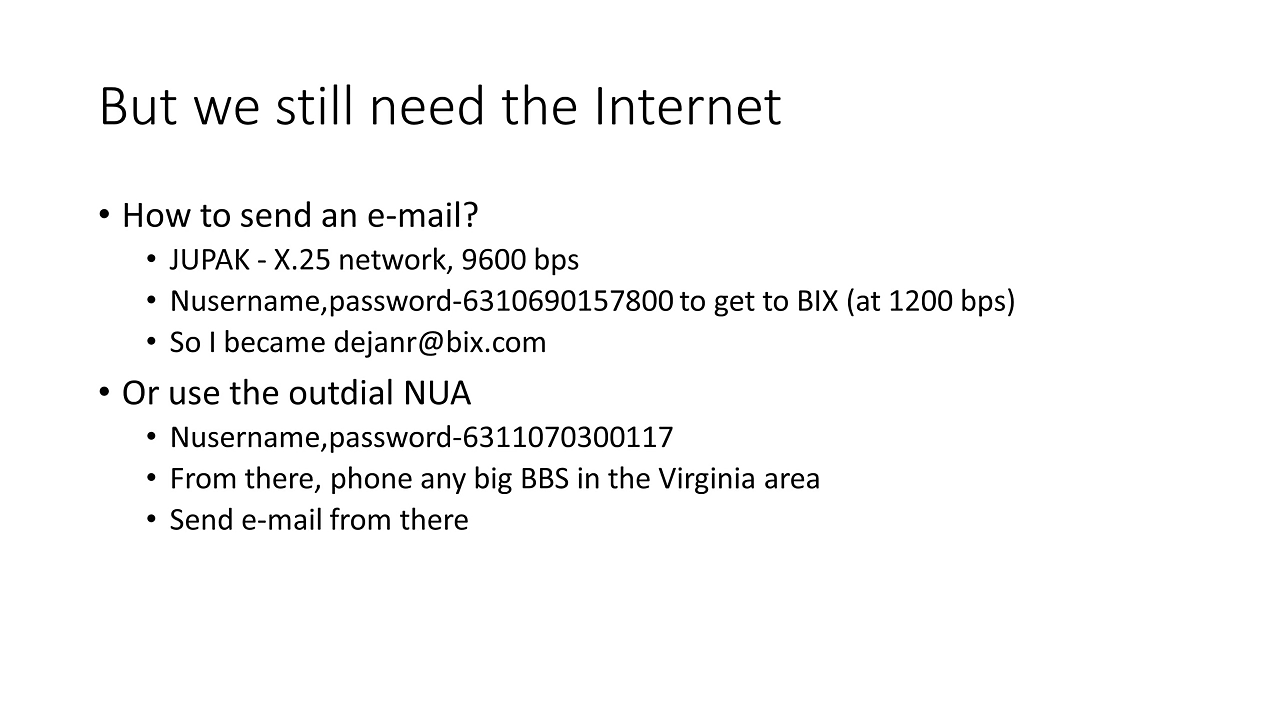 But we still need the Internet
• How to send an e-mail?
• JUPAK - X.25 network, 9600 bps
• Nusername,password-6310690157800 to get to BIX (at 1200 bps)
• So I became dejanr@bix.com
• Or use the outdial NUA
• Nusername,password-6311070300117
• From there, phone any big BBS in the Virginia area
• Send e-mail from there